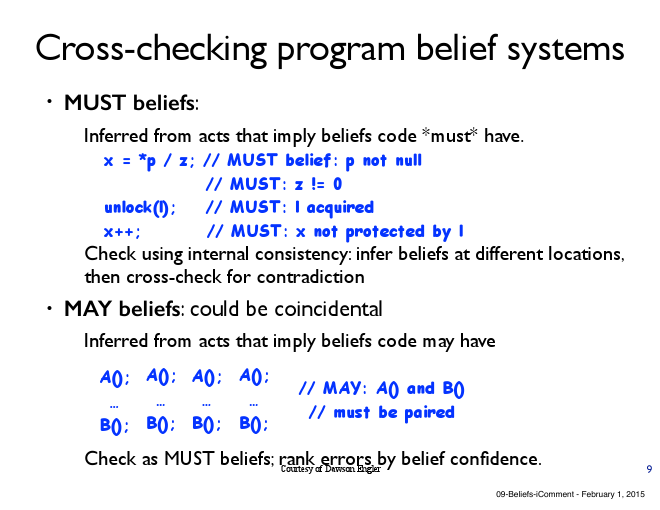 Cross-checking program belief systems
• MUST beliefs:
Inferred from acts that imply beliefs code *must* have.
x = *p / z; // MUST belief: p not null
// MUST: z != 0
unlock(l); // MUST: l acquired
x++; // MUST: x not protected by l
Check using internal consistency: infer beliefs at different locations,
then cross-check for contradiction
• MAY beliefs: could be coincidental
Inferred from acts that imply beliefs code may have
A(); A(); A(); A();
… … … …
B(); B(); B(); B();
// MAY: A() and B()
// must be paired
Check as MUST beliefs; rank errors by belief confidence.
Courtesy of Dawson Engler
9
09-Beliefs-iComment - February 1, 2015